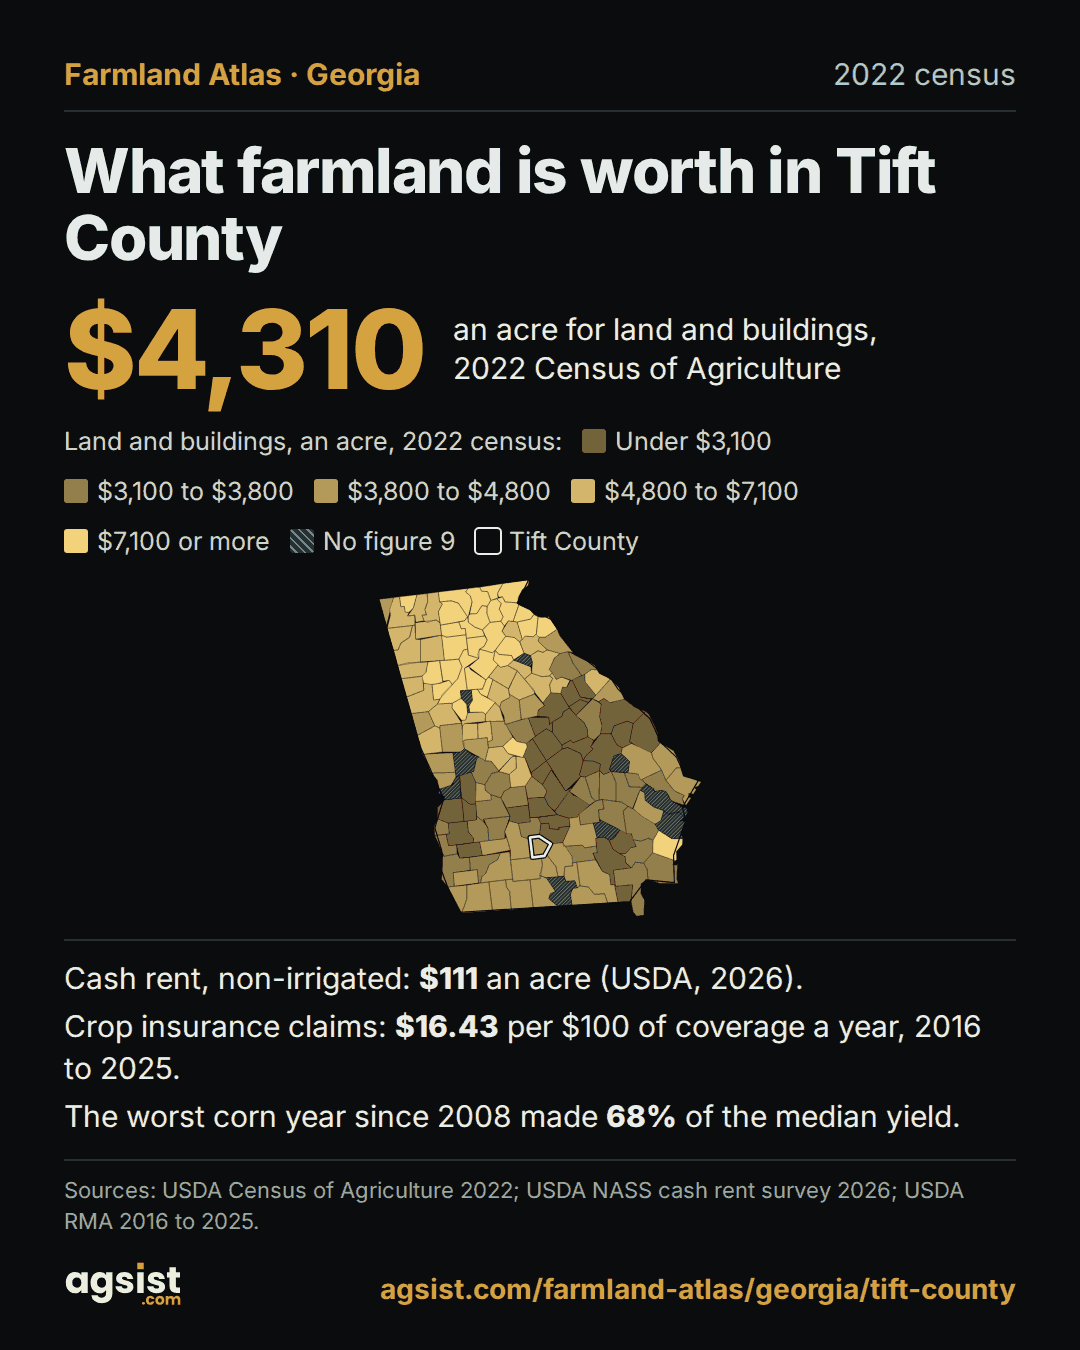 Farmland Atlas · Georgia
2022 census
What farmland is worth in Tift
County
$4,310
an acre for land and buildings,
2022 Census of Agriculture
Land and buildings, an acre, 2022 census: Under $3,100
$3,100 to $3,800 $3,800 to $4,800 $4,800 to $7,100
$7,100 or more No figure 9 Tift County
Cash rent, non-irrigated: $111 an acre (USDA, 2026).
Crop insurance claims: $16.43 per $100 of coverage a year, 2016
to 2025.
The worst corn year since 2008 made 68% of the median yield.
Sources: USDA Census of Agriculture 2022; USDA NASS cash rent survey 2026; USDA
RMA 2016 to 2025.
agsist
.com
agsist.com/farmland-atlas/georgia/tift-county